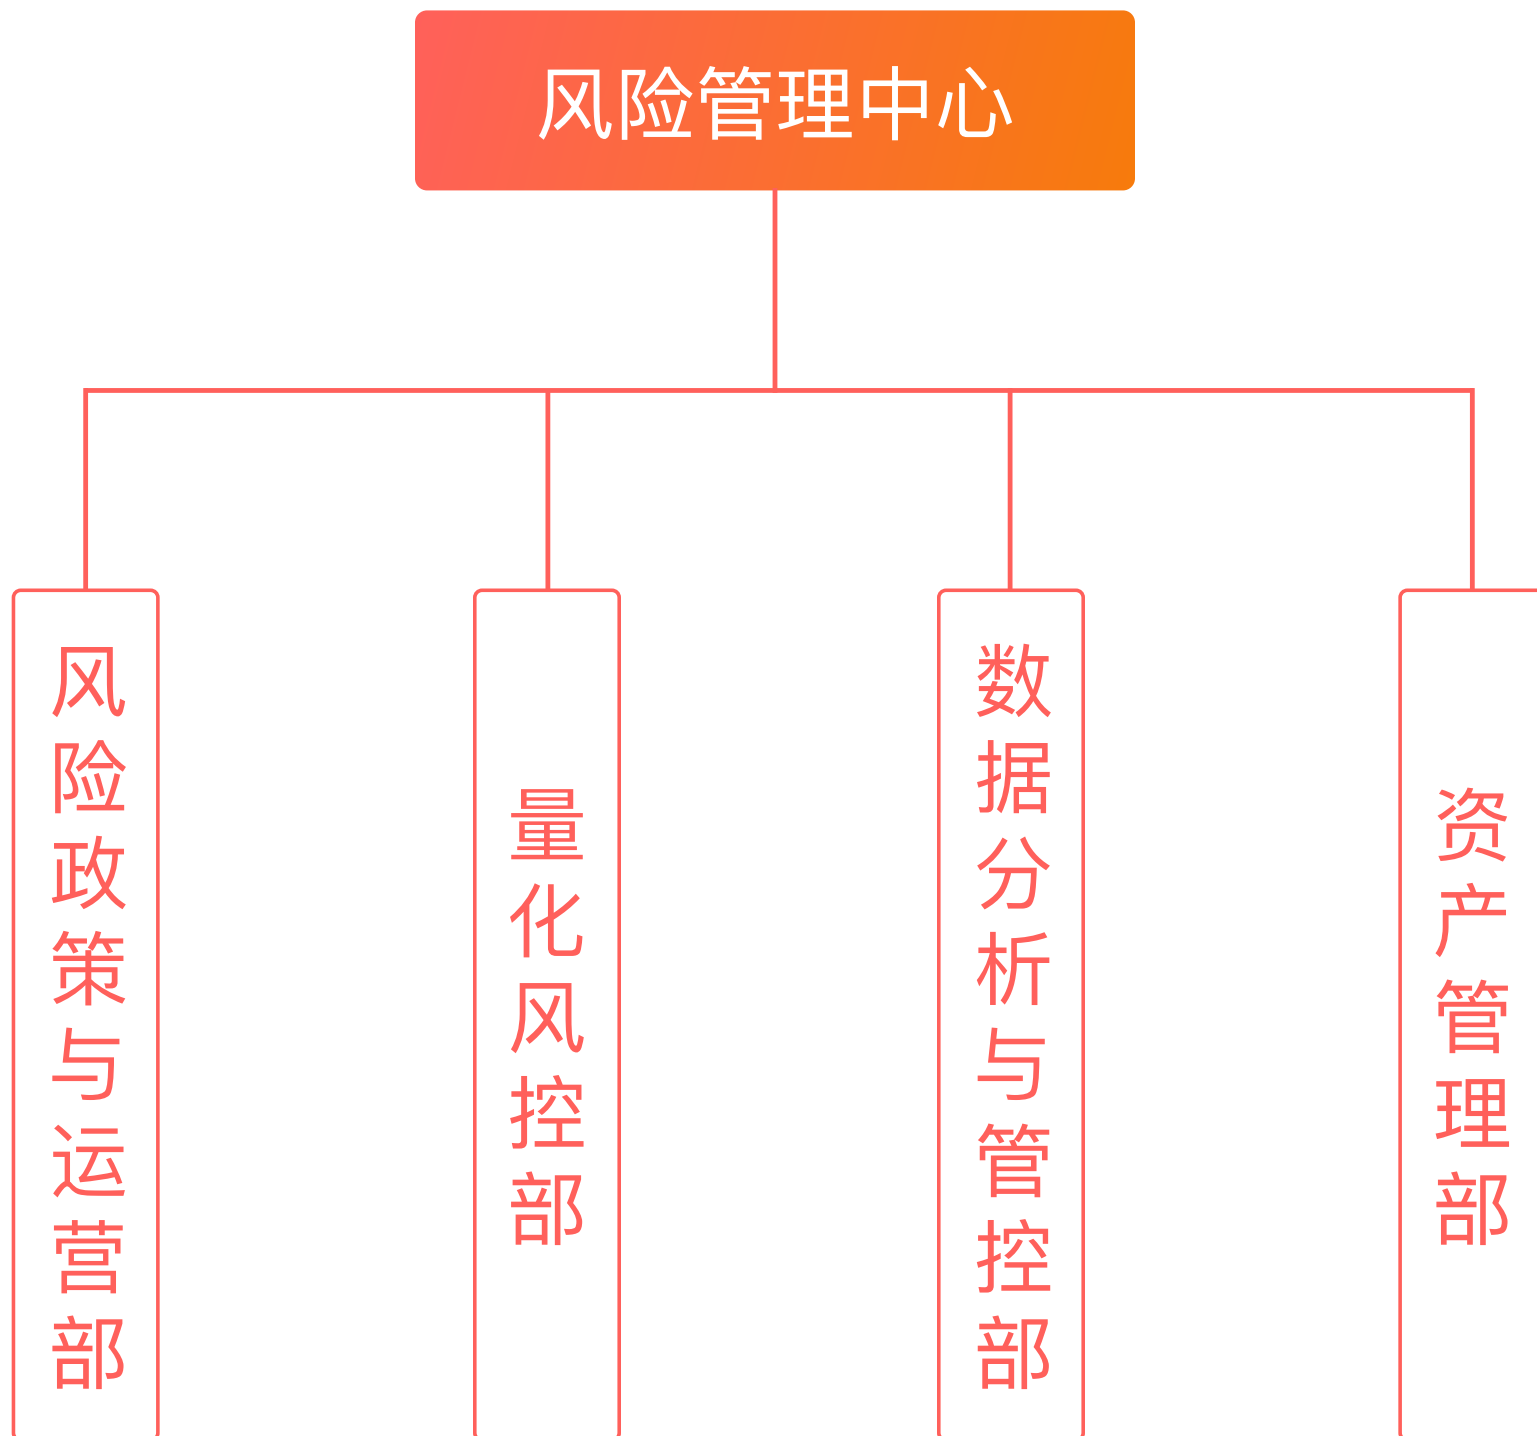 风险管理中心
风险政策与运营部
量化风控部
数据分析与管控部
资产管理部